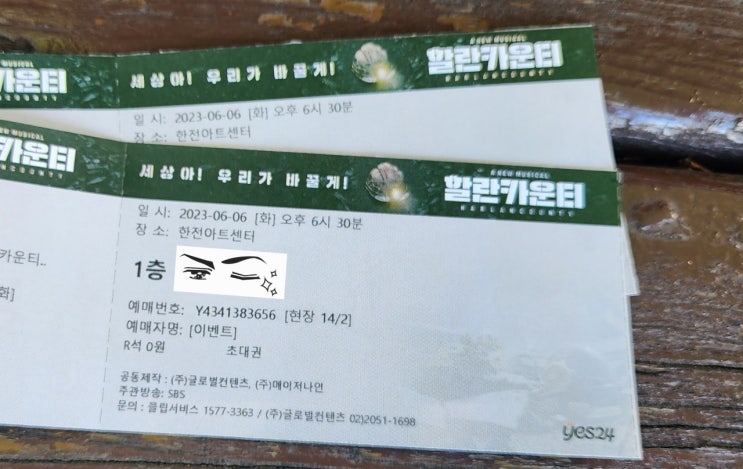 카운티
세상아! 우리가 바꿀게!
A NEW MUSICAL
할란카운티
HARLANCOUNTY
일 시: 2023-06-06 [화] 오후 6시 30분
장 소: 한전아트센터
카운티
세상아! 우리가 바꿀게!
A NEW MUSICAL
할란카운티
HARLANCOUNTY
일 시: 2023-06-06 [화] 오후 6시 30분
장 소: 한전아트센터
카운티..
화]
1층
예매번호: Y4341383656 [현장 14/2]
예매자명: [이벤트]
R석 0원 초대권
공동제작 : (주)글로벌컨텐츠, (주)메이저나인
주관방송: SBS
문의 : 클립서비스 1577-3363 / (주)글로벌컨텐츠 02)2051-1698
yes24